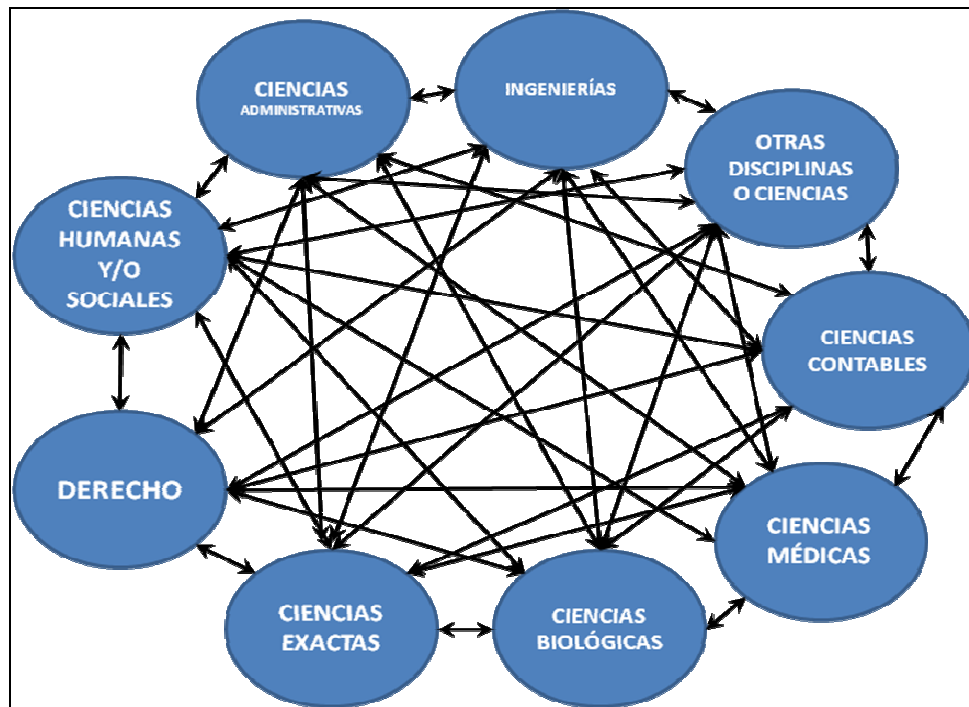 CIENCIAS
ADMINISTRATIVAS
INGENIERÍAS
OTRAS
DISCIPLINAS
O CIENCIAS
CIENCIAS
HUMANAS
Y/O
SOCIALES
CIENCIAS
CONTABLES
DERECHO
CIENCIAS
MÉDICAS
CIENCIAS
EXACTAS
CIENCIAS
BIOLÓGICAS